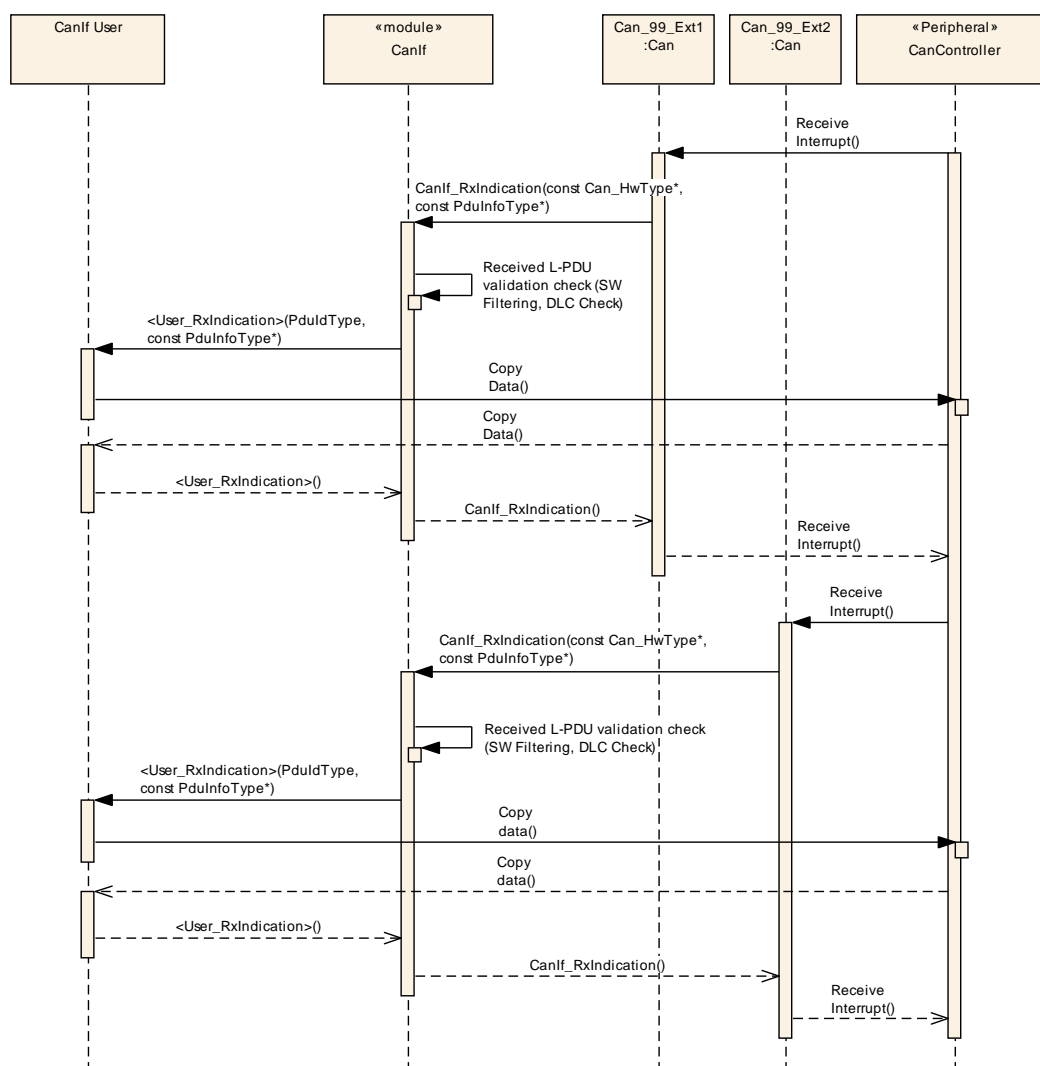 CanIf User
«module»
CanIf
Can_99_Ext1
:Can
Can_99_Ext2
:Can
«Peripheral»
CanController
Receive
Interrupt()
CanIf_RxIndication(const Can_HwType*,
const PduInfoType*)
Received L-PDU
validation check (SW
Filtering, DLC Check)
<User_RxIndication>(PduIdType,
const PduInfoType*)
Copy
Data()
Copy
Data()
<User_RxIndication>()
CanIf_RxIndication()
Receive
Interrupt()
Receive
Interrupt()
CanIf_RxIndication(const Can_HwType*,
const PduInfoType*)
Received L-PDU validation check
(SW Filtering, DLC Check)
<User_RxIndication>(PduIdType,
const PduInfoType*)
Copy
data()
Copy
data()
<User_RxIndication>()
CanIf_RxIndication()
Receive
Interrupt()